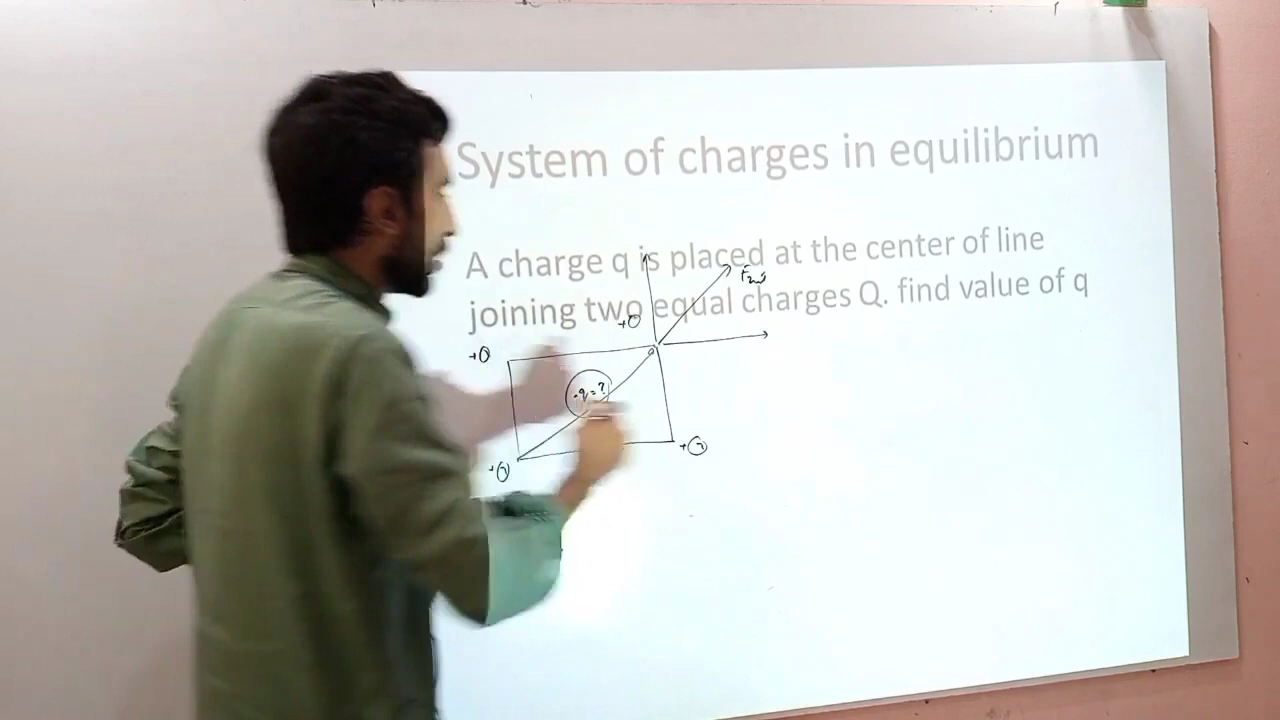 System of charges in equilibrium
A charge q is placed at the center of line
joining two equal charges Q. find value of q
+Q
+Q
-q = ?
+Q
+Q